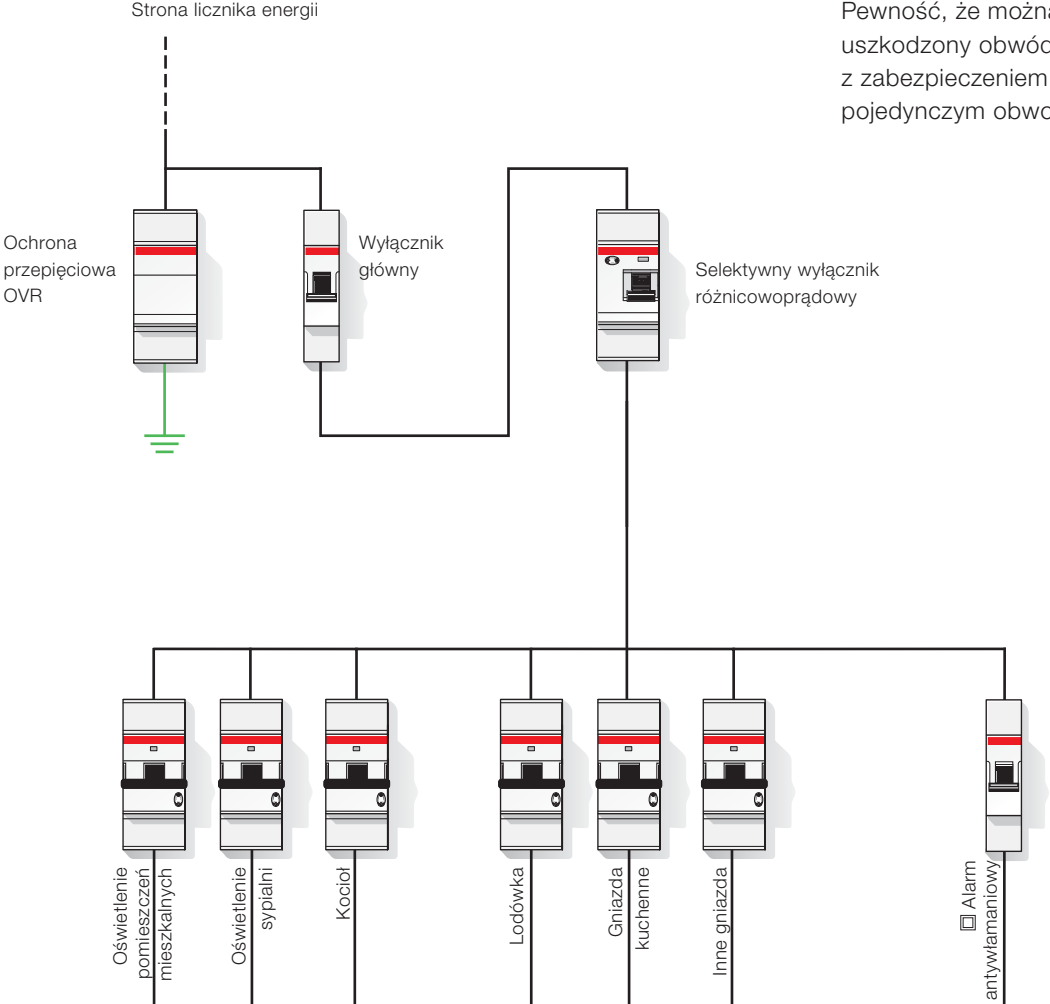 Strona licznika energii
Pewność, że można
uszkodzony obwód
z zabezpieczeniem
pojedynczym obwo
Ochrona
przepięciowa
OVR
Wyłącznik
główny
Selektywny wyłącznik
różnicowoprądowy
Oświetlenie
pomieszczeń
mieszkalnych
Oświetlenie
sypialni
Kocioł
Lodówka
Gniazda
kuchenne
Inne gniazda
Alarm
antywłamaniowy